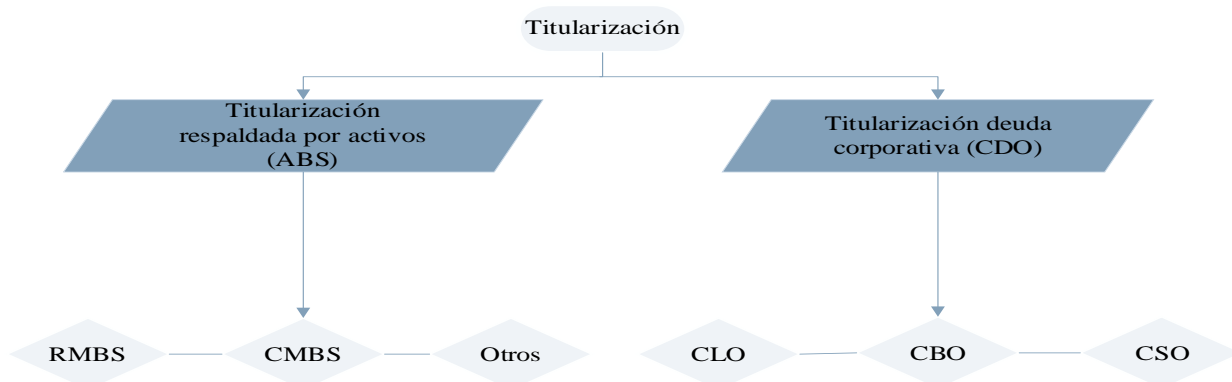 Titularización
Titularización
respaldada por activos
(ABS)
Titularización deuda
corporativa (CDO)
RMBS
CMBS
Otros
CLO
CBO
CSO